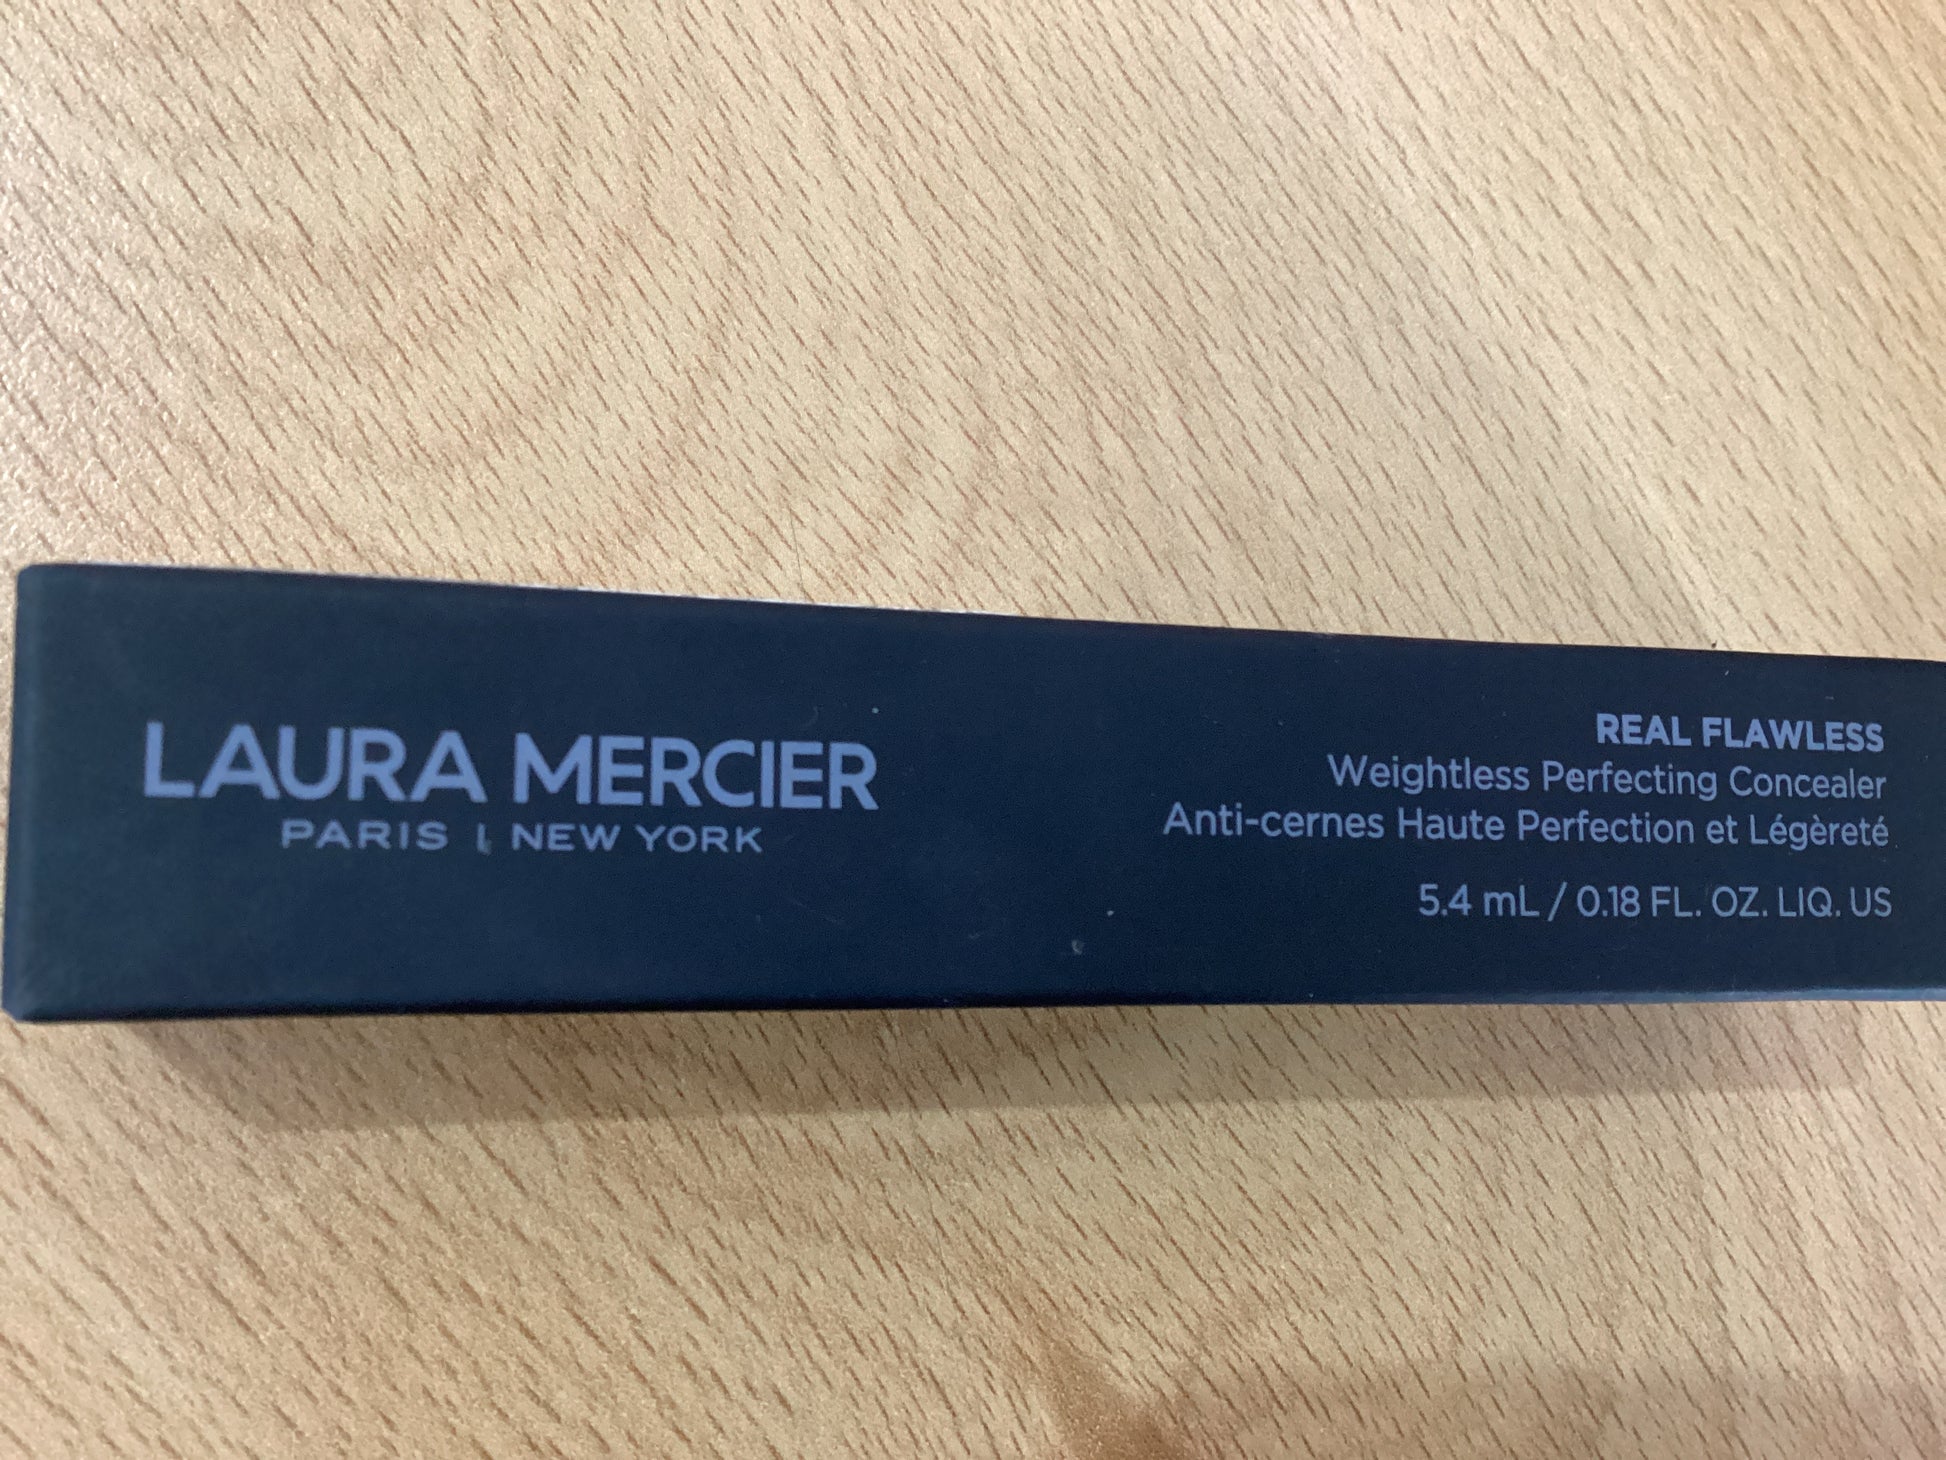 LAURA MERCIER
PARIS | NEW YORK
REAL FLAWLESS
Weightless Perfecting Concealer
Anti-cernes Haute Perfection et Légèreté
5.4 mL / 0.18 FL. OZ. LIQ. US